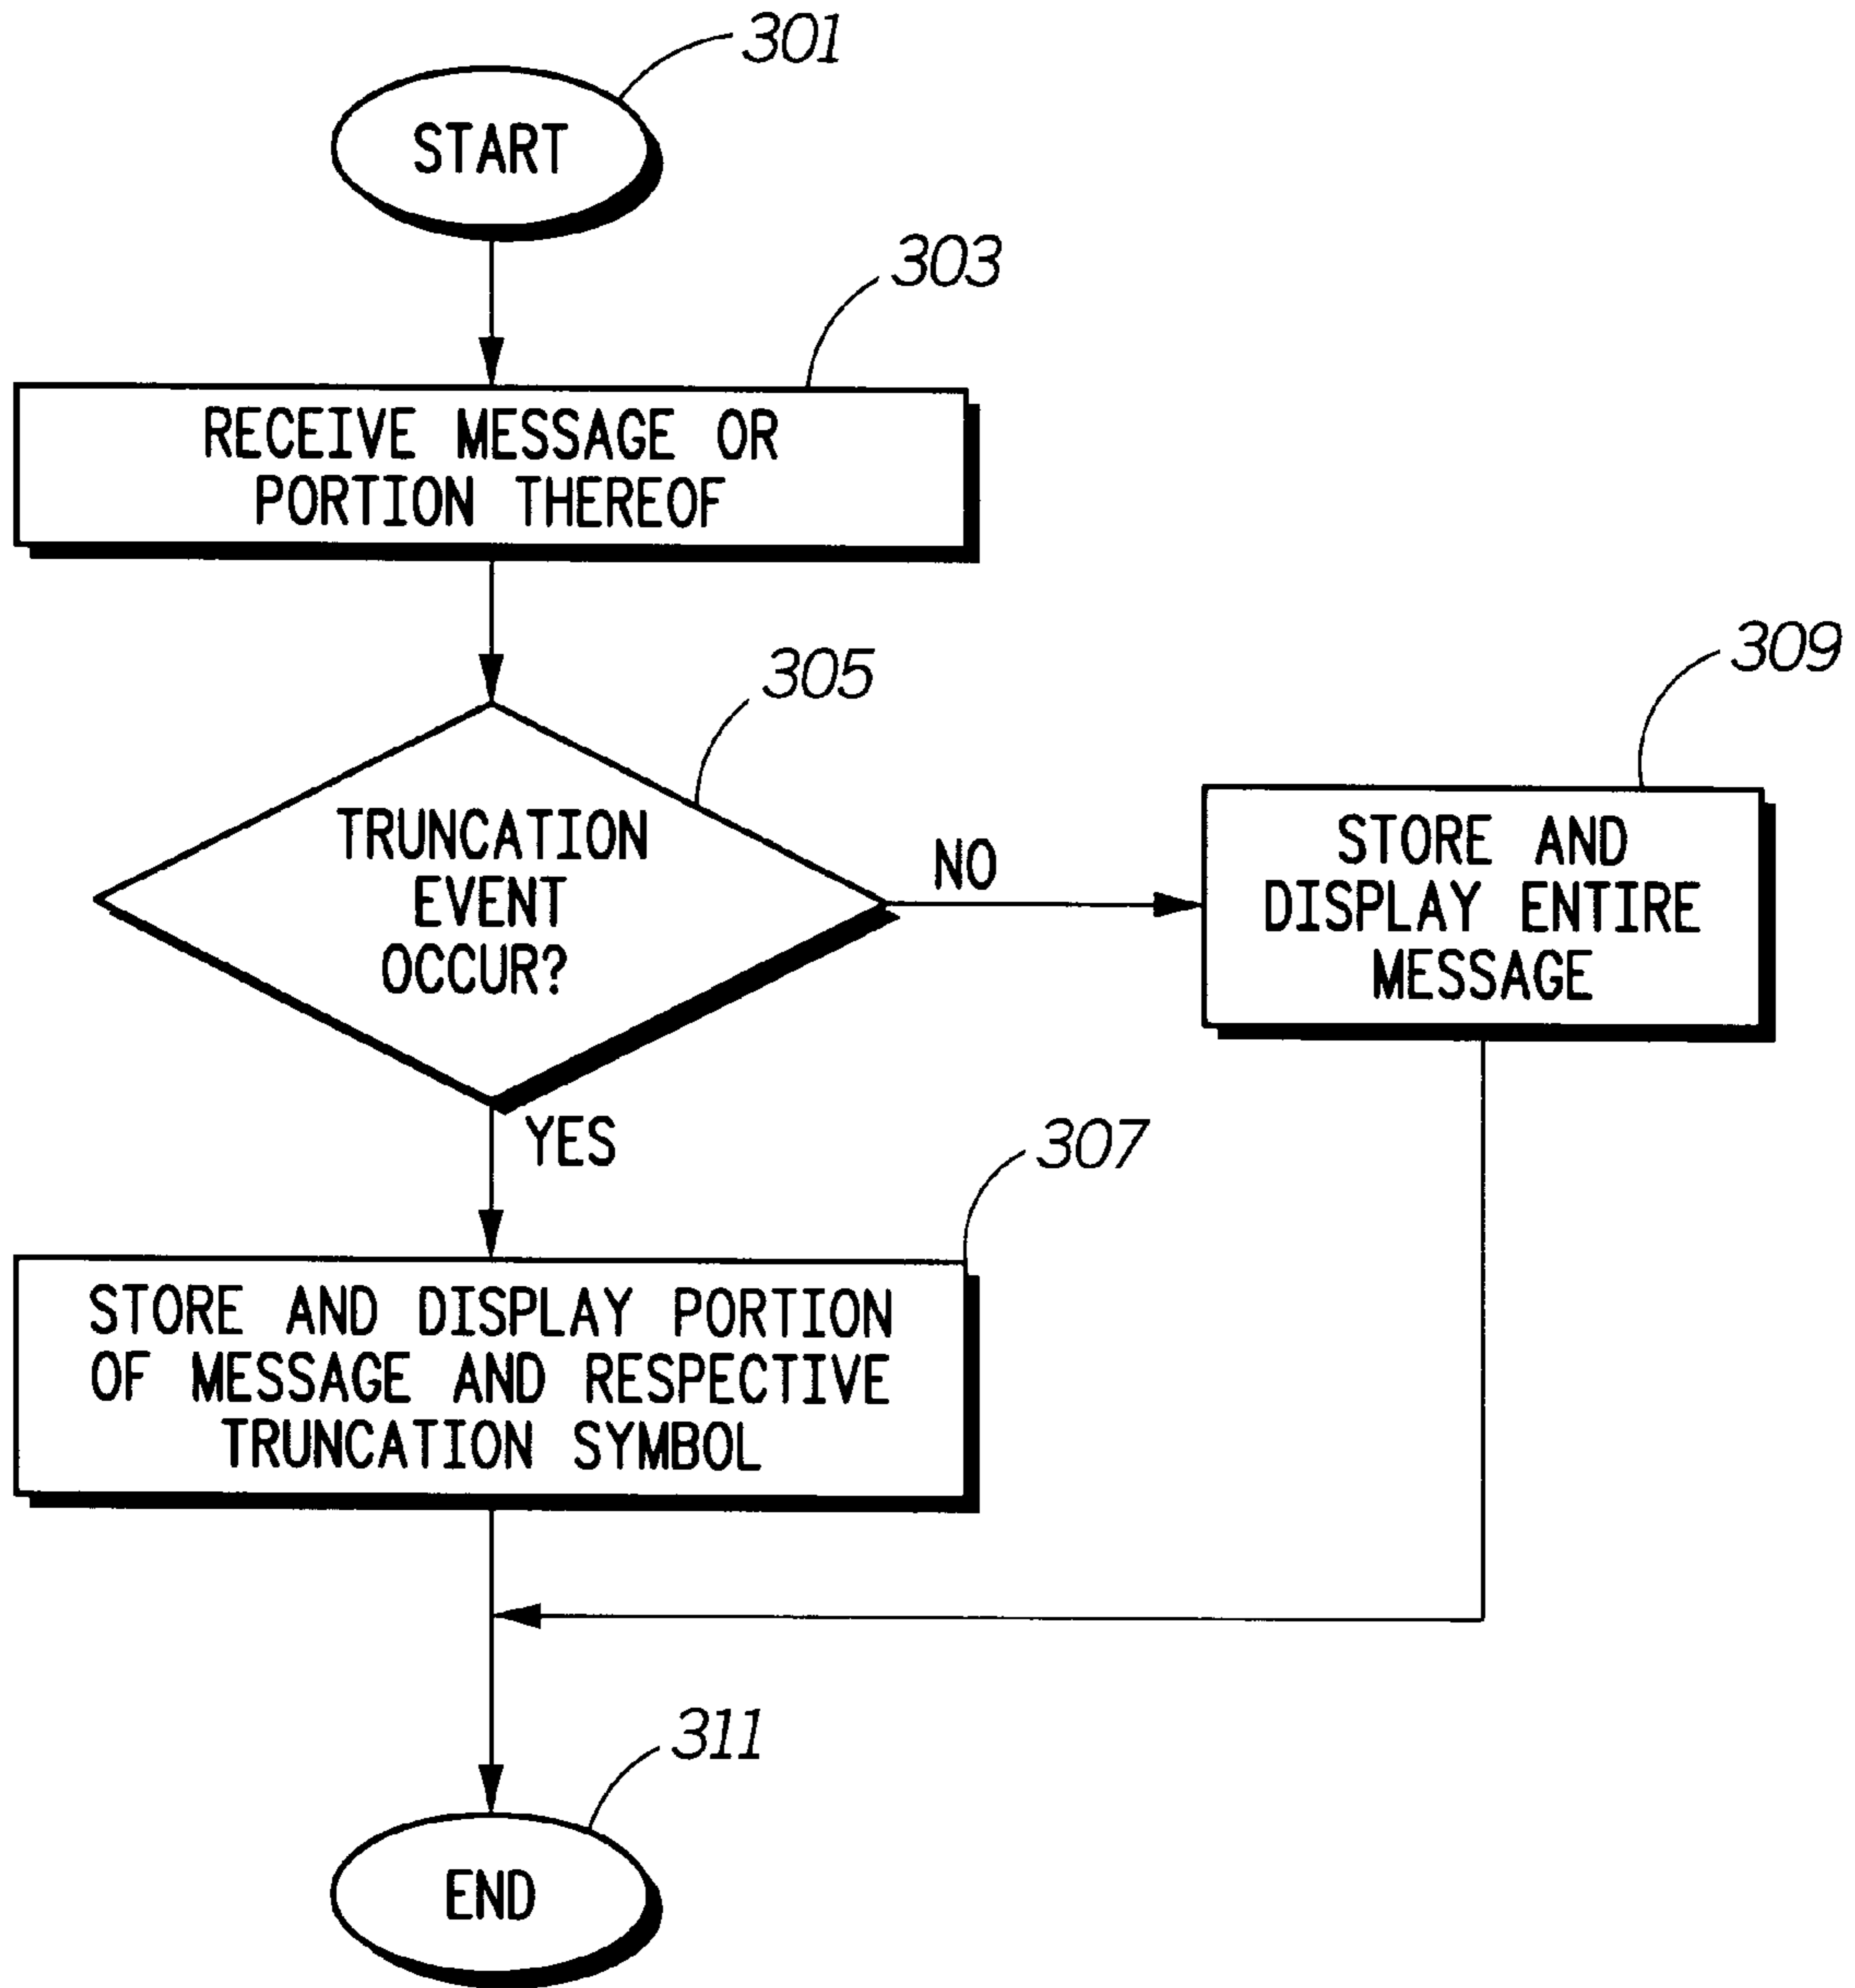 301
START
303
RECEIVE MESSAGE OR
PORTION THEREOF
305
TRUNCATION
EVENT
OCCUR?
NO
309
STORE AND
DISPLAY ENTIRE
MESSAGE
YES
307
STORE AND DISPLAY PORTION
OF MESSAGE AND RESPECTIVE
TRUNCATION SYMBOL
311
END